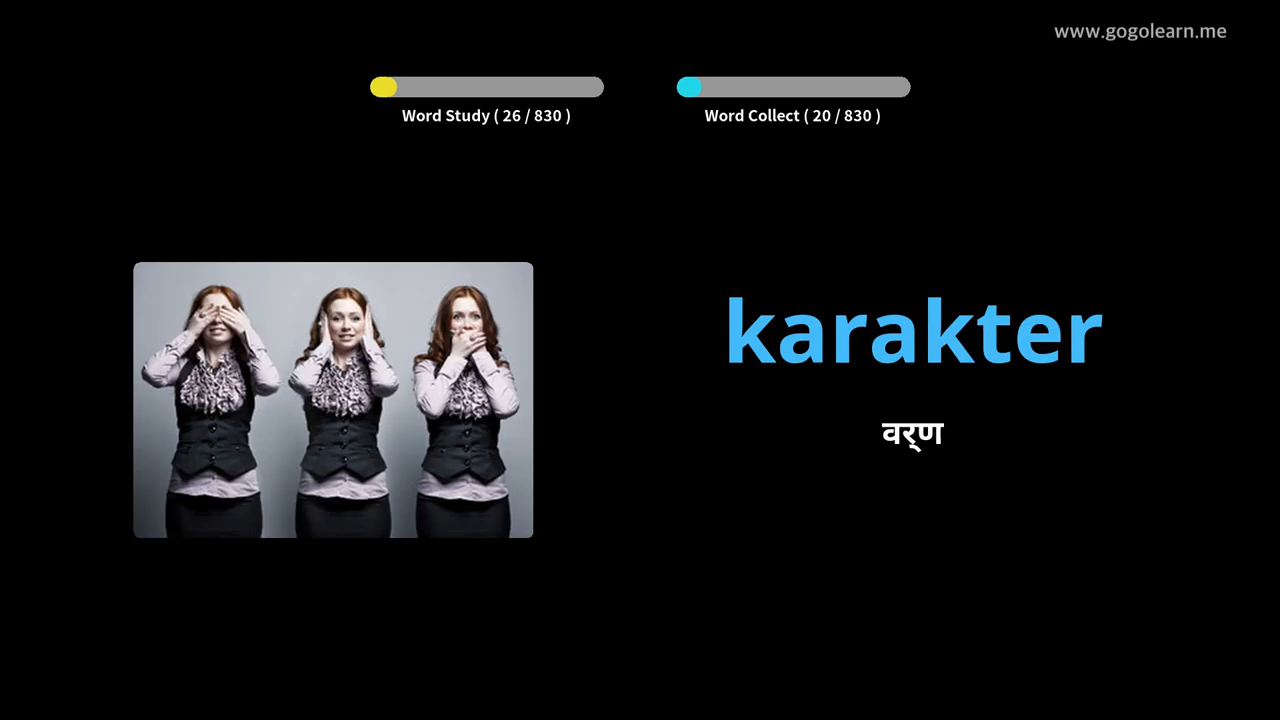 www.gogolearn.me
Word Study ( 26 / 830 )
Word Collect ( 20 / 830 )
karakter
वर्ण